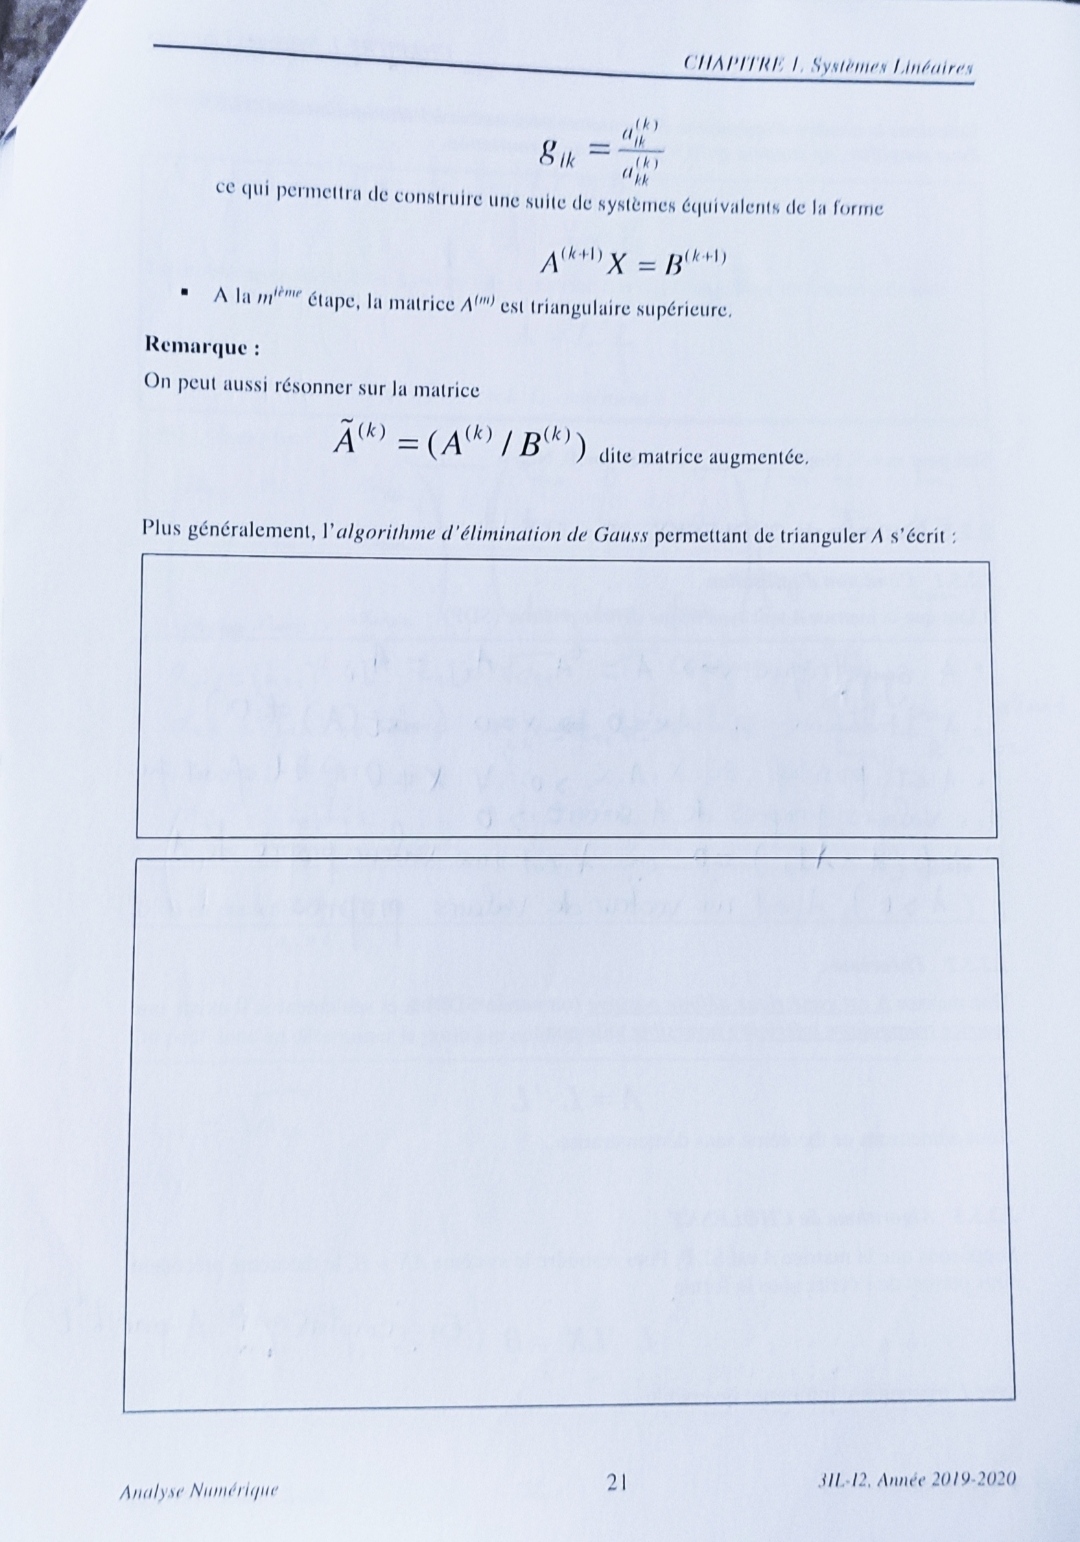 CHAPITRE 1. Systèmes Linéaires
g_{ik} = \frac{a_{ik}^{(k)}}{a_{kk}^{(k)}}
ce qui permettra de construire une suite de systèmes équivalents de la forme
A^{(k+1)} X = B^{(k+1)}
▪ A la m^{ième} étape, la matrice A^{(m)} est triangulaire supérieure.
Remarque :
On peut aussi résonner sur la matrice
Ã^{(k)} = (A^{(k)} / B^{(k)}) dite matrice augmentée.
Plus généralement, l'algorithme d'élimination de Gauss permettant de trianguler A s'écrit :
Analyse Numérique 21 3IL-I2, Année 2019-2020